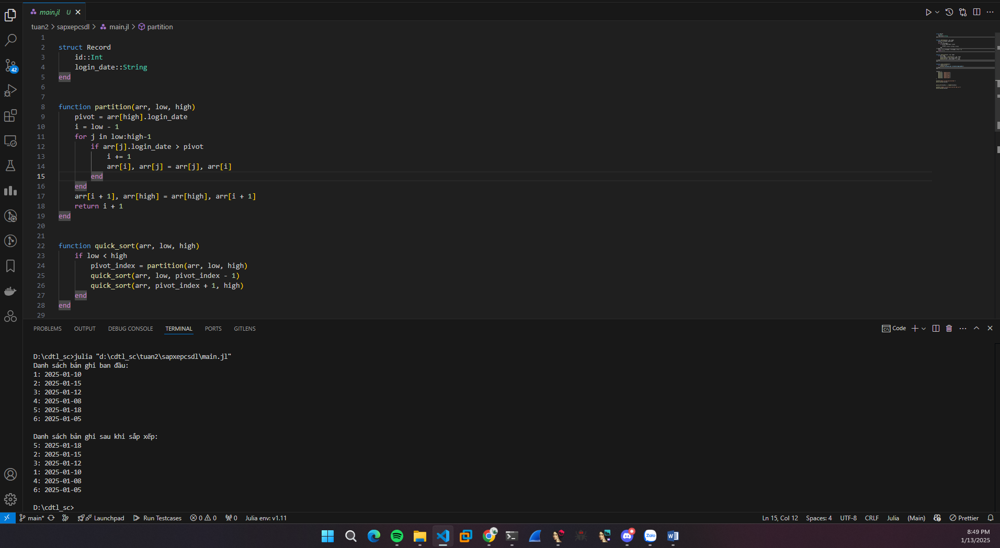 main.jl U
tuan2 > sapxepcsdl > main.jl > partition
1
2 struct Record
3 id::Int
4 login_date::String
5 end
6
7
8 function partition(arr, low, high)
9 pivot = arr[high].login_date
10 i = low - 1
11 for j in low:high-1
12 if arr[j].login_date > pivot
13 i += 1
14 arr[i], arr[j] = arr[j], arr[i]
15 end
16 end
17 arr[i + 1], arr[high] = arr[high], arr[i + 1]
18 return i + 1
19 end
20
21
22 function quick_sort(arr, low, high)
23 if low < high
24 pivot_index = partition(arr, low, high)
25 quick_sort(arr, low, pivot_index - 1)
26 quick_sort(arr, pivot_index + 1, high)
27 end
28 end
29
42
PROBLEMS OUTPUT DEBUG CONSOLE TERMINAL PORTS GITLENS Code
D:\cdtl_sc>julia "d:\cdtl_sc\tuan2\sapxepcsdl\main.jl"
Danh sách bản ghi ban đầu:
1: 2025-01-10
2: 2025-01-15
3: 2025-01-12
4: 2025-01-08
5: 2025-01-18
6: 2025-01-05
Danh sách bản ghi sau khi sắp xếp:
5: 2025-01-18
2: 2025-01-15
3: 2025-01-12
1: 2025-01-10
4: 2025-01-08
6: 2025-01-05
D:\cdtl_sc>
main* Launchpad Run Testcases 0 0 0 Julia env: v1.11 Ln 15, Col 12 Spaces: 4 UTF-8 CRLF Julia (Main) Prettier
Zalo
8:49 PM
1/13/2025